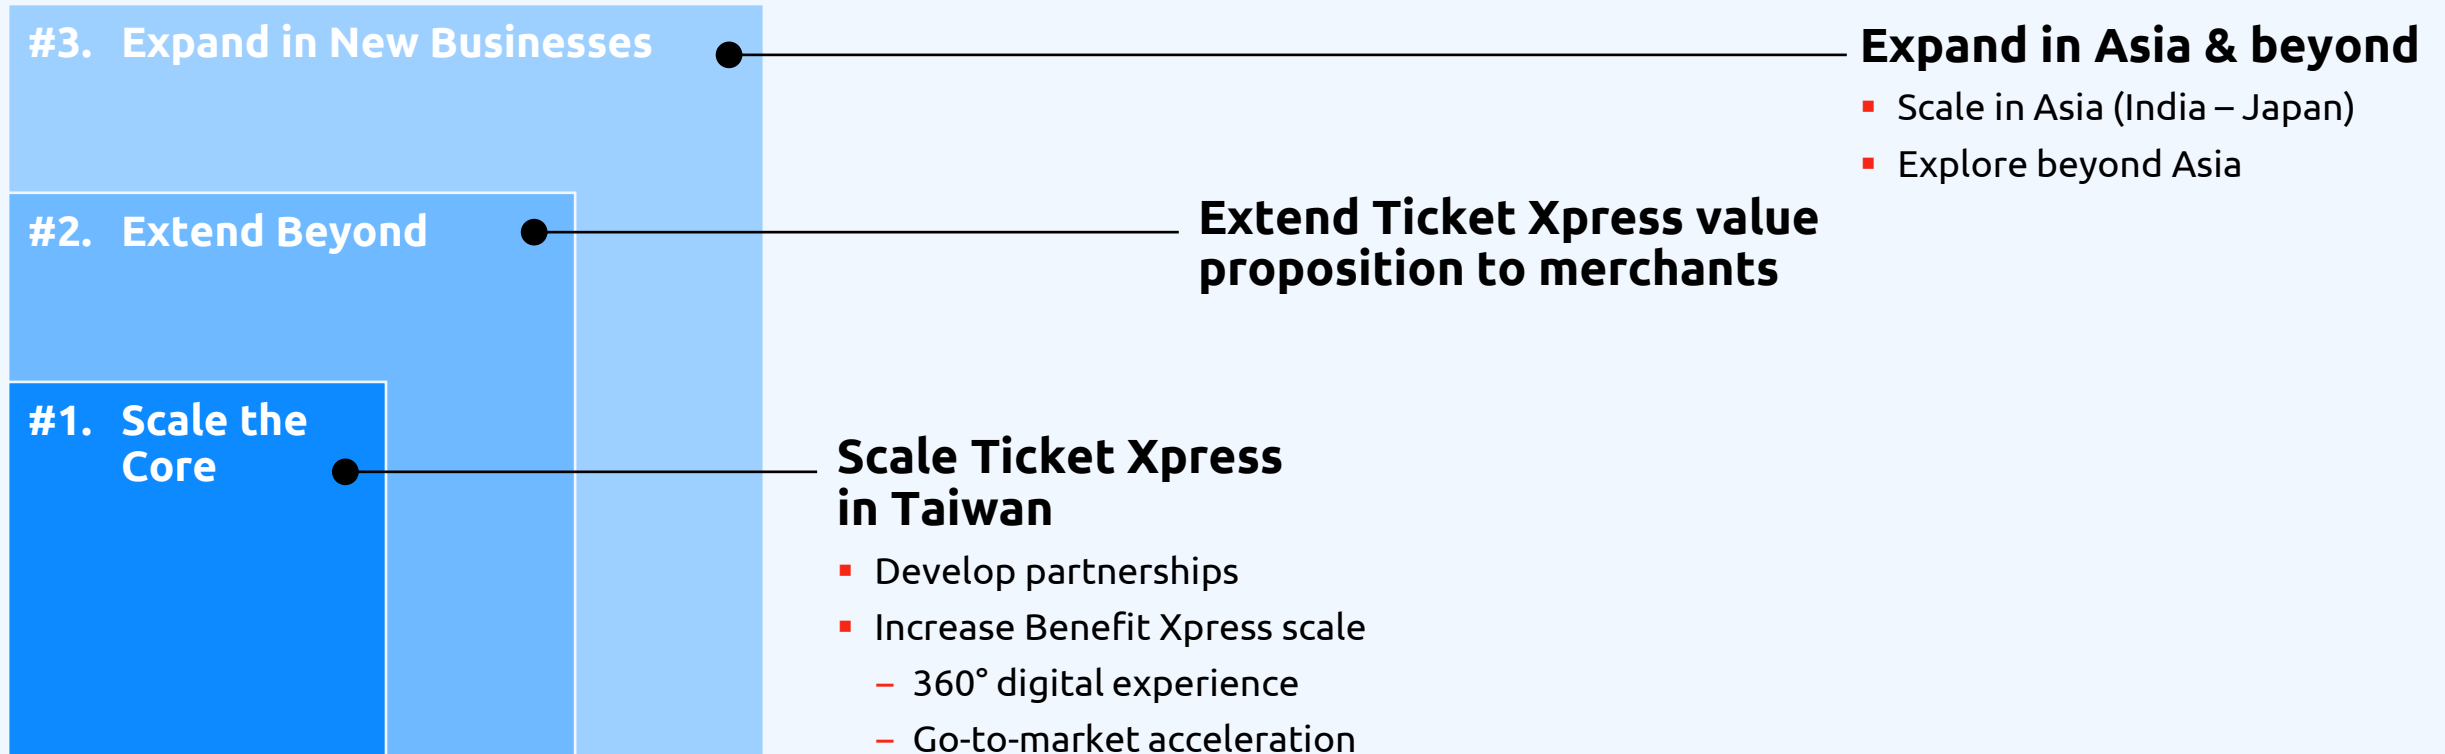 #3. Expand in New Businesses
Expand in Asia & beyond
▪ Scale in Asia (India – Japan)
▪ Explore beyond Asia
#2. Extend Beyond
Extend Ticket Xpress value
proposition to merchants
#1. Scale the
Core
Scale Ticket Xpress
in Taiwan
▪ Develop partnerships
▪ Increase Benefit Xpress scale
– 360° digital experience
– Go-to-market acceleration